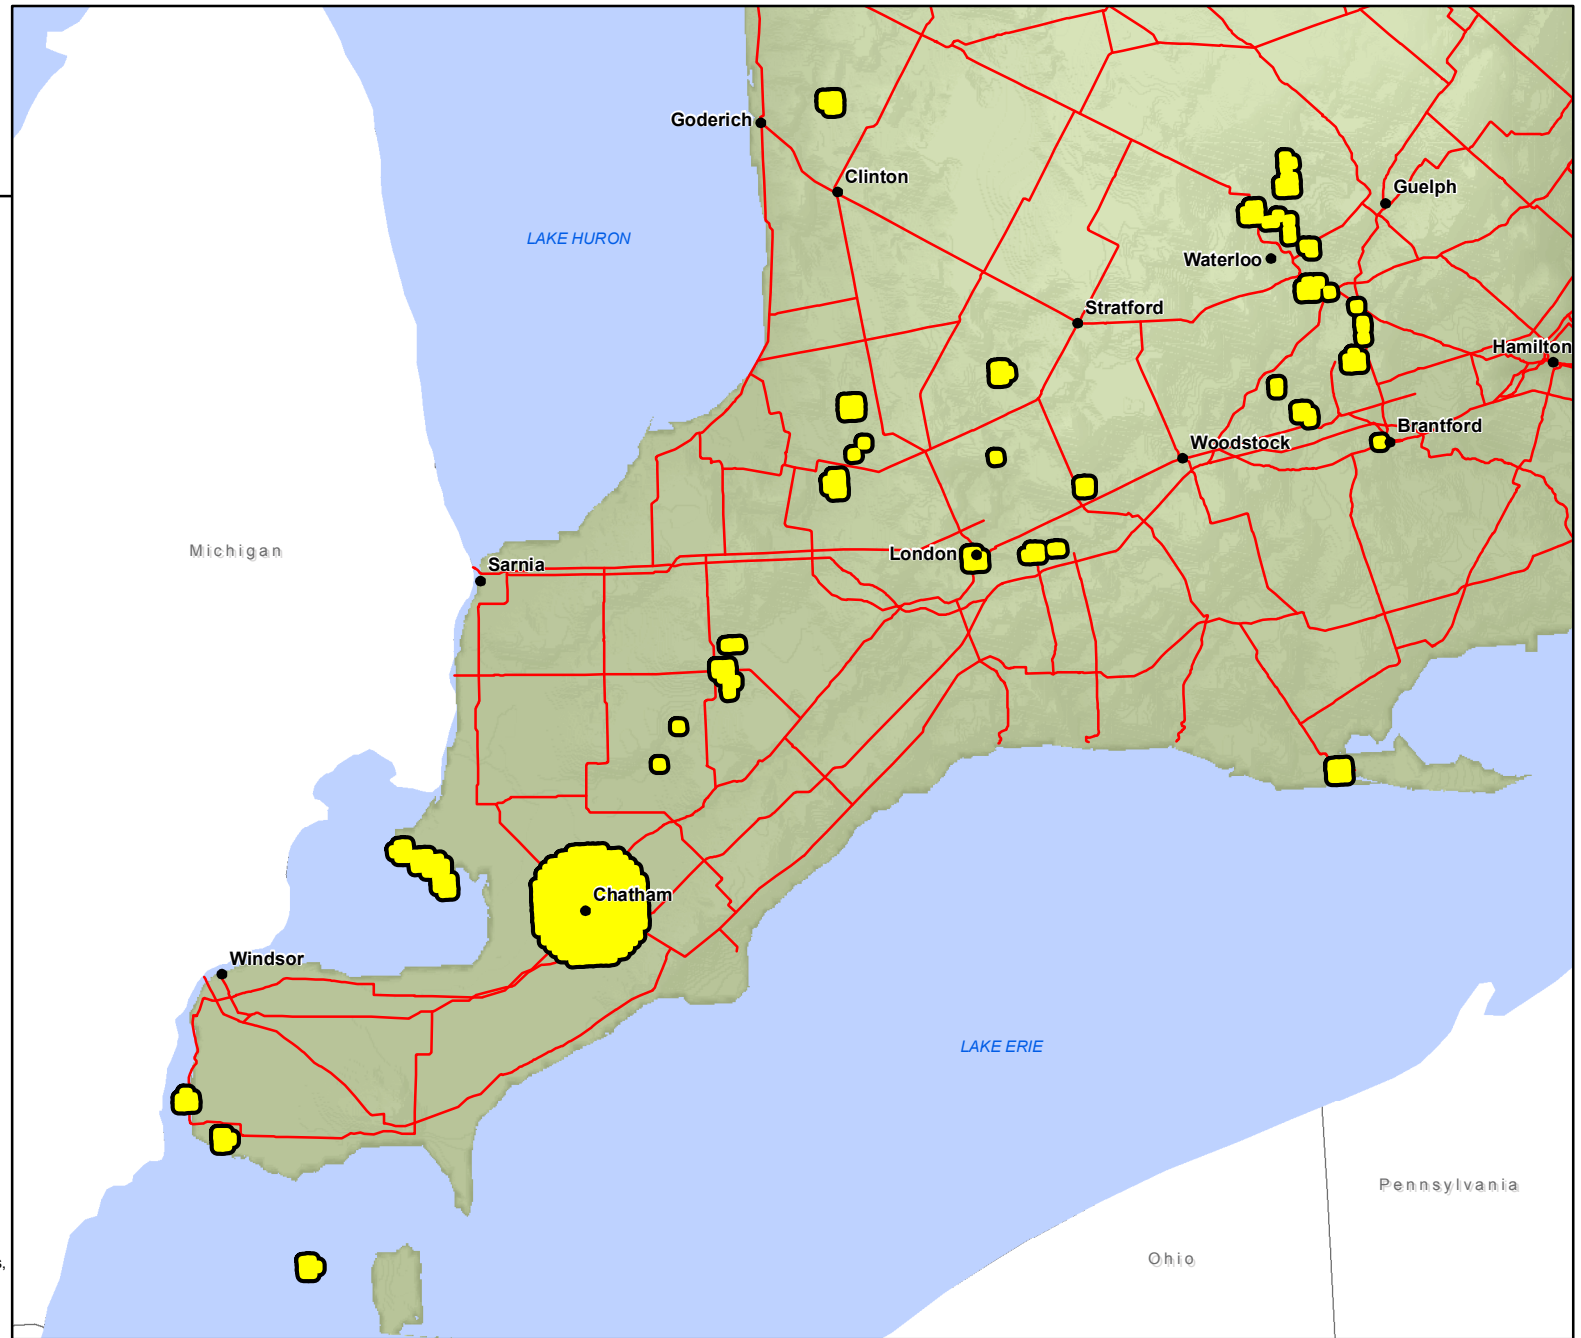 Goderich
Clinton
Guelph
LAKE HURON
Waterloo
Stratford
Hamilton
Brantford
Woodstock
Michigan
London
Sarnia
Chatham
Windsor
LAKE ERIE
Pennsylvania
Ohio